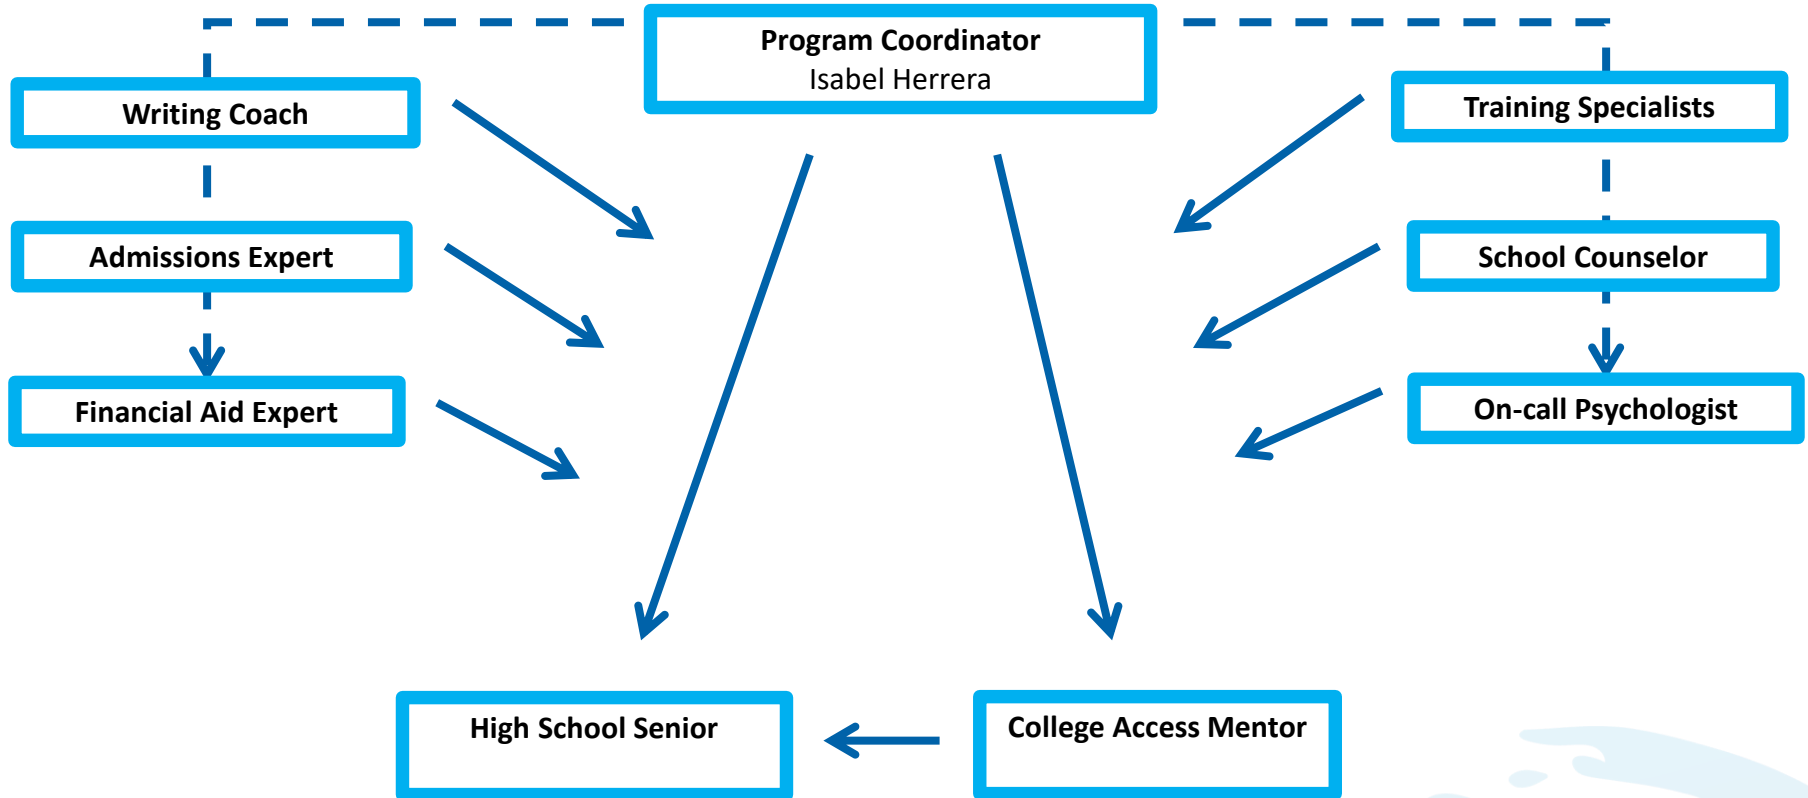 Program Coordinator
Isabel Herrera
Writing Coach
Training Specialists
Admissions Expert
School Counselor
Financial Aid Expert
On-call Psychologist
High School Senior
College Access Mentor